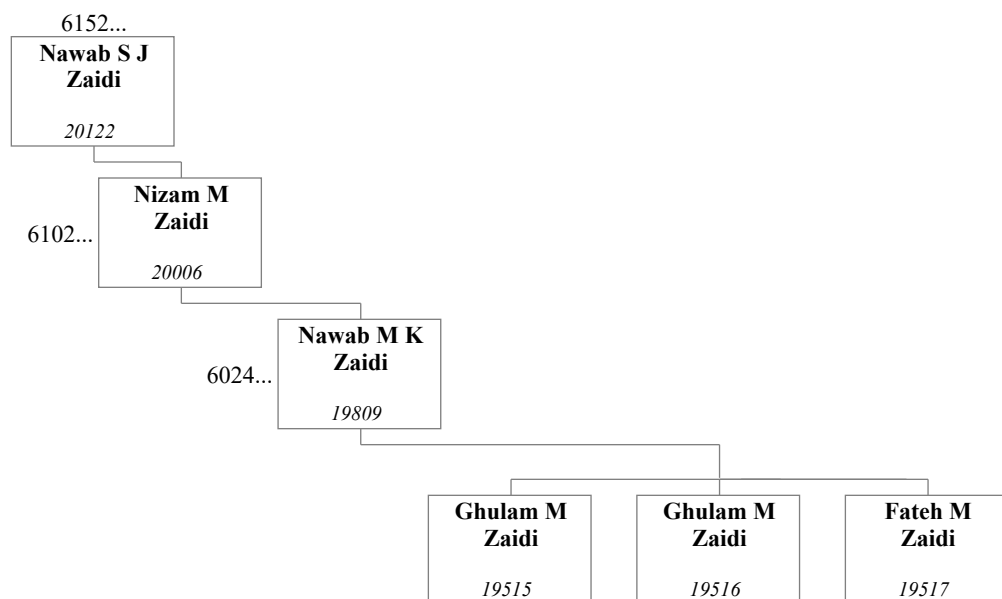 6152...
Nawab S J
Zaidi
20122
Nizam M
Zaidi
6102...
20006
Nawab M K
Zaidi
6024...
19809
Ghulam M
Zaidi
19515
Ghulam M
Zaidi
19516
Fateh M
Zaidi
19517